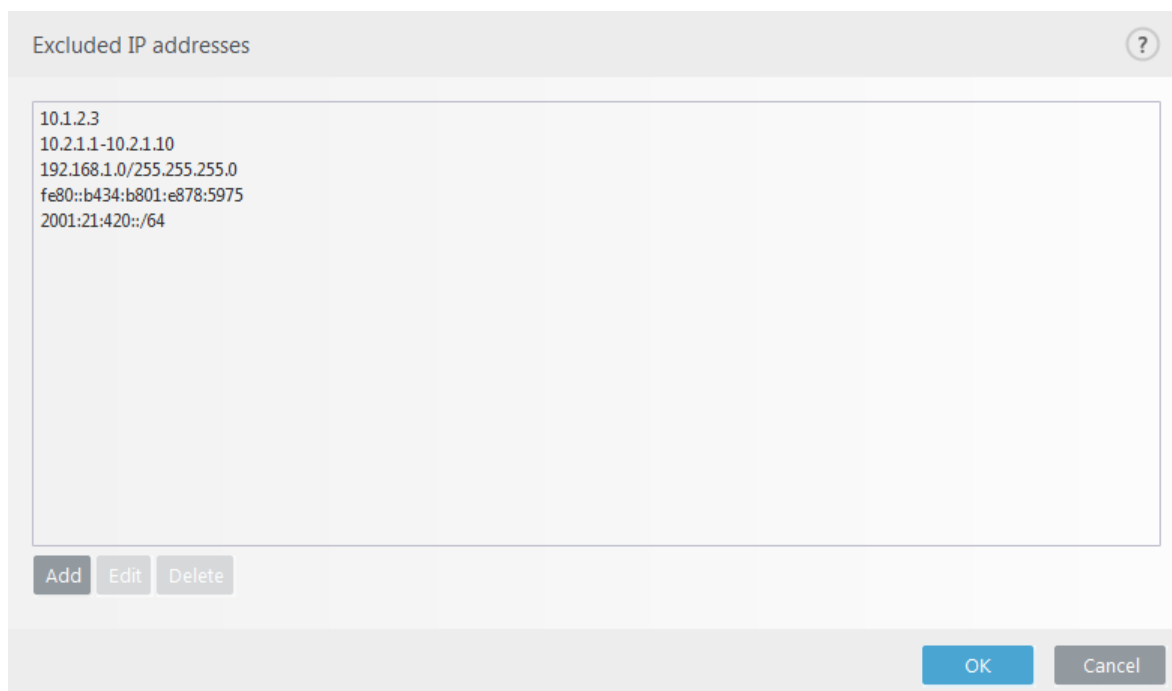 Excluded IP addresses
?
10.1.2.3
10.2.1.1-10.2.1.10
192.168.1.0/255.255.255.0
fe80::b434:b801:e878:5975
2001:21:420::/64
Add Edit Delete
OK Cancel